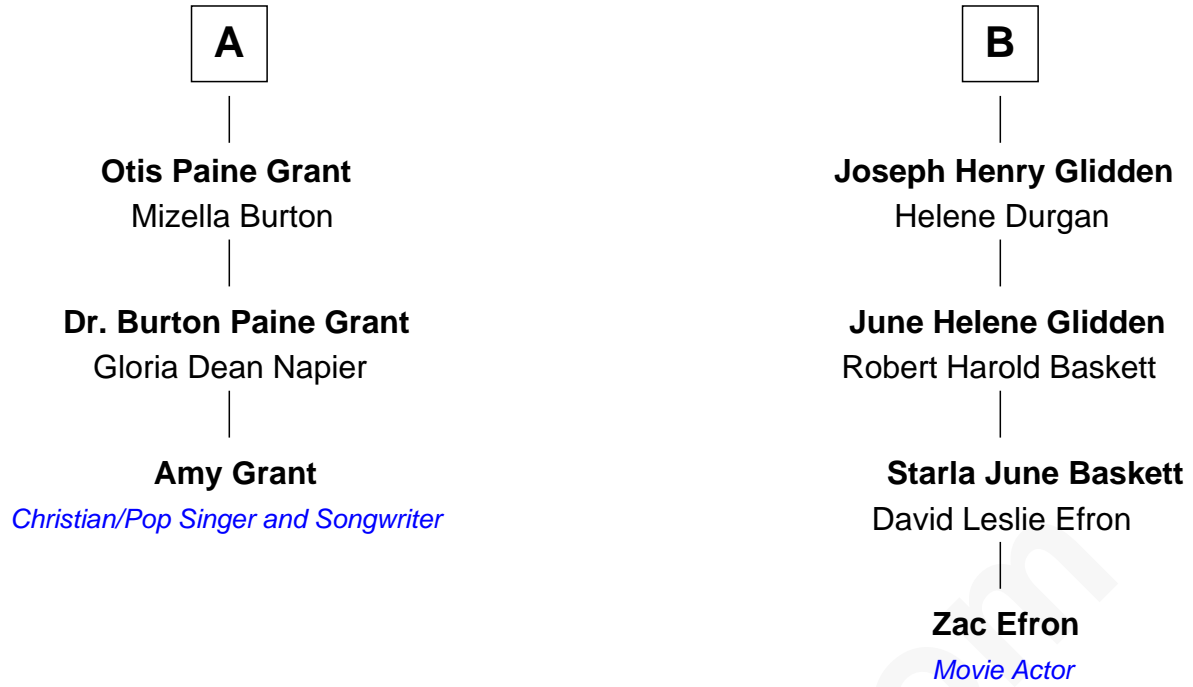 A
Otis Paine Grant
Mizella Burton
Dr. Burton Paine Grant
Gloria Dean Napier
Amy Grant
Christian/Pop Singer and Songwriter
B
Joseph Henry Glidden
Helene Durgan
June Helene Glidden
Robert Harold Baskett
Starla June Baskett
David Leslie Efron
Zac Efron
Movie Actor